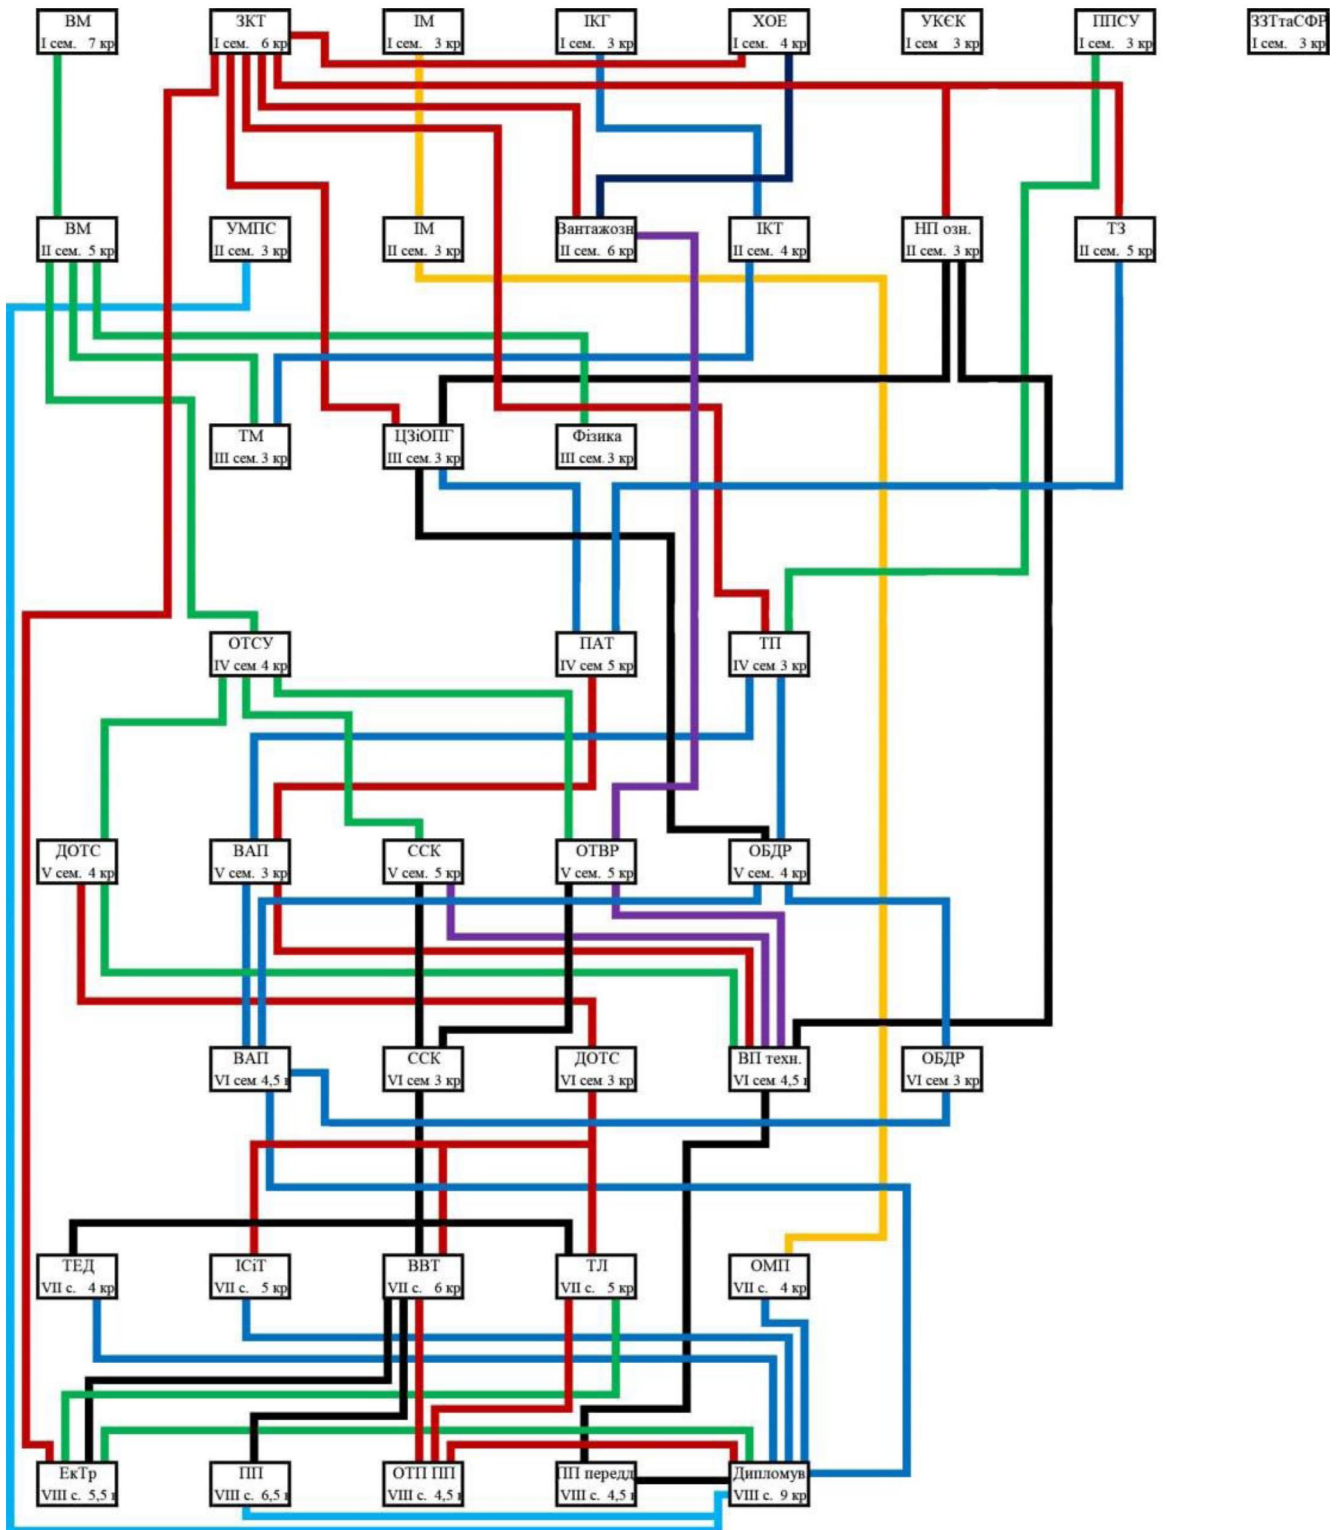 ВМ
I сем. 7 кр
ЗКТ
I сем. 6 кр
ІМ
I сем. 3 кр
ІКГ
I сем. 3 кр
ХОЕ
I сем. 4 кр
УКЄК
I сем 3 кр
ППСУ
I сем. 3 кр
ЗЗТтаСФР
I сем. 3 кр
ВМ
II сем. 5 кр
УМПС
II сем. 3 кр
ІМ
II сем. 3 кр
Вантажозн
II сем. 6 кр
ІКТ
II сем. 4 кр
НП озн.
II сем. 3 кр
ТЗ
II сем. 5 кр
ТМ
III сем. 3 кр
ЦЗіОПГ
III сем. 3 кр
Фізика
III сем. 3 кр
ОТСУ
IV сем 4 кр
ПАТ
IV сем 5 кр
ТП
IV сем 3 кр
ДОТС
V сем. 4 кр
ВАП
V сем. 3 кр
ССК
V сем. 5 кр
ОТВР
V сем. 5 кр
ОБДР
V сем. 4 кр
ВАП
VI сем 4,5 к
ССК
VI сем 3 кр
ДОТС
VI сем 3 кр
ВП техн.
VI сем 4,5 к
ОБДР
VI сем 3 кр
ТЕД
VII с. 4 кр
ІСіТ
VII с. 5 кр
ВВТ
VII с. 6 кр
ТЛ
VII с. 5 кр
ОМП
VII с. 4 кр
ЕкТр
VIII с. 5,5 к
ПП
VIII с. 6,5 к
ОТП ПП
VIII с. 4,5 к
ПП передд
VIII с. 4,5 к
Дипломув
VIII с. 9 кр